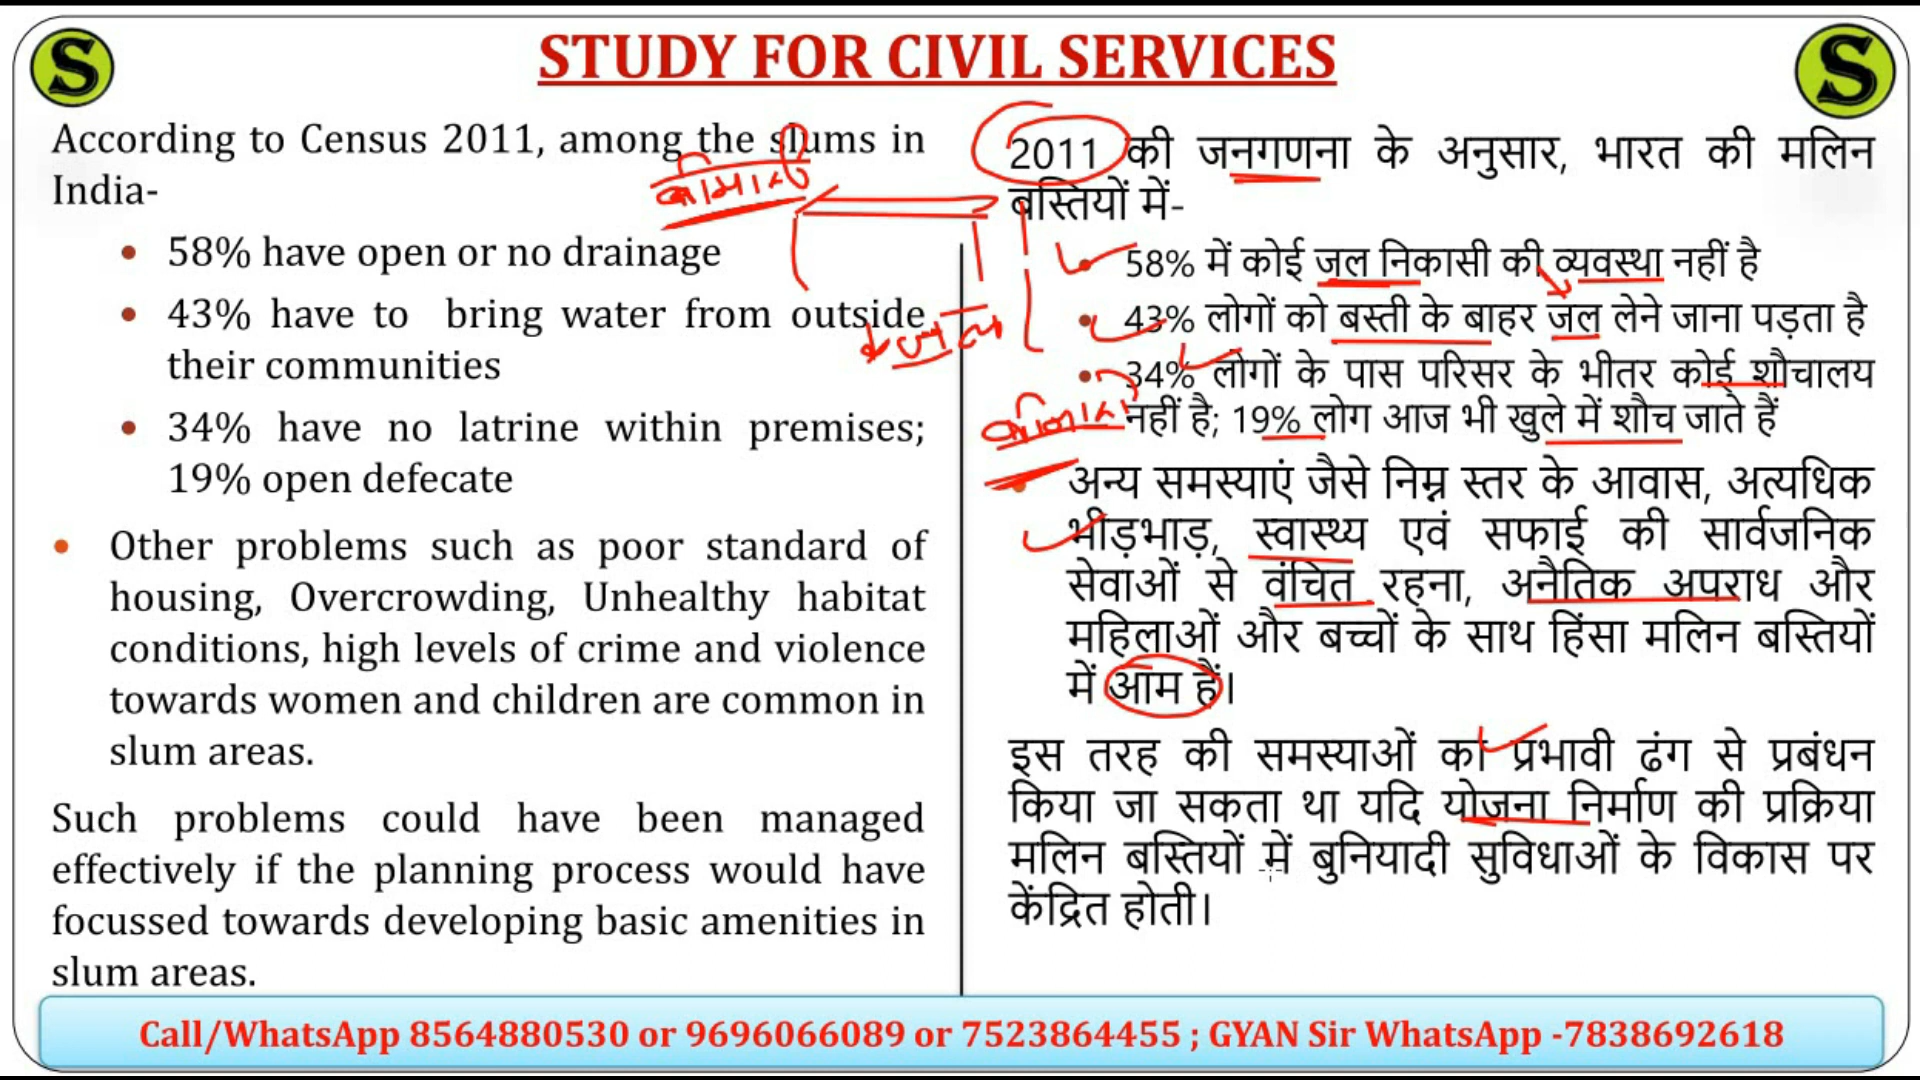 S
STUDY FOR CIVIL SERVICES
S
According to Census 2011, among the slums in
India-
• 58% have open or no drainage
• 43% have to bring water from outside
their communities
• 34% have no latrine within premises;
19% open defecate
• Other problems such as poor standard of
housing, Overcrowding, Unhealthy habitat
conditions, high levels of crime and violence
towards women and children are common in
slum areas.
Such problems could have been managed
effectively if the planning process would have
focussed towards developing basic amenities in
slum areas.
2011 की जनगणना के अनुसार, भारत की मलिन
बस्तियों में-
• 58% में कोई जल निकासी की व्यवस्था नहीं है
• 43% लोगों को बस्ती के बाहर जल लेने जाना पड़ता है
• 34% लोगों के पास परिसर के भीतर कोई शौचालय
नहीं है; 19% लोग आज भी खुले में शौच जाते हैं
• अन्य समस्याएं जैसे निम्न स्तर के आवास, अत्यधिक
भीड़भाड़, स्वास्थ्य एवं सफाई की सार्वजनिक
सेवाओं से वंचित रहना, अनैतिक अपराध और
महिलाओं और बच्चों के साथ हिंसा मलिन बस्तियों
में आम हैं।
इस तरह की समस्याओं का प्रभावी ढंग से प्रबंधन
किया जा सकता था यदि योजना निर्माण की प्रक्रिया
मलिन बस्तियों में बुनियादी सुविधाओं के विकास पर
केंद्रित होती।
Call/WhatsApp 8564880530 or 9696066089 or 7523864455 ; GYAN Sir WhatsApp -7838692618